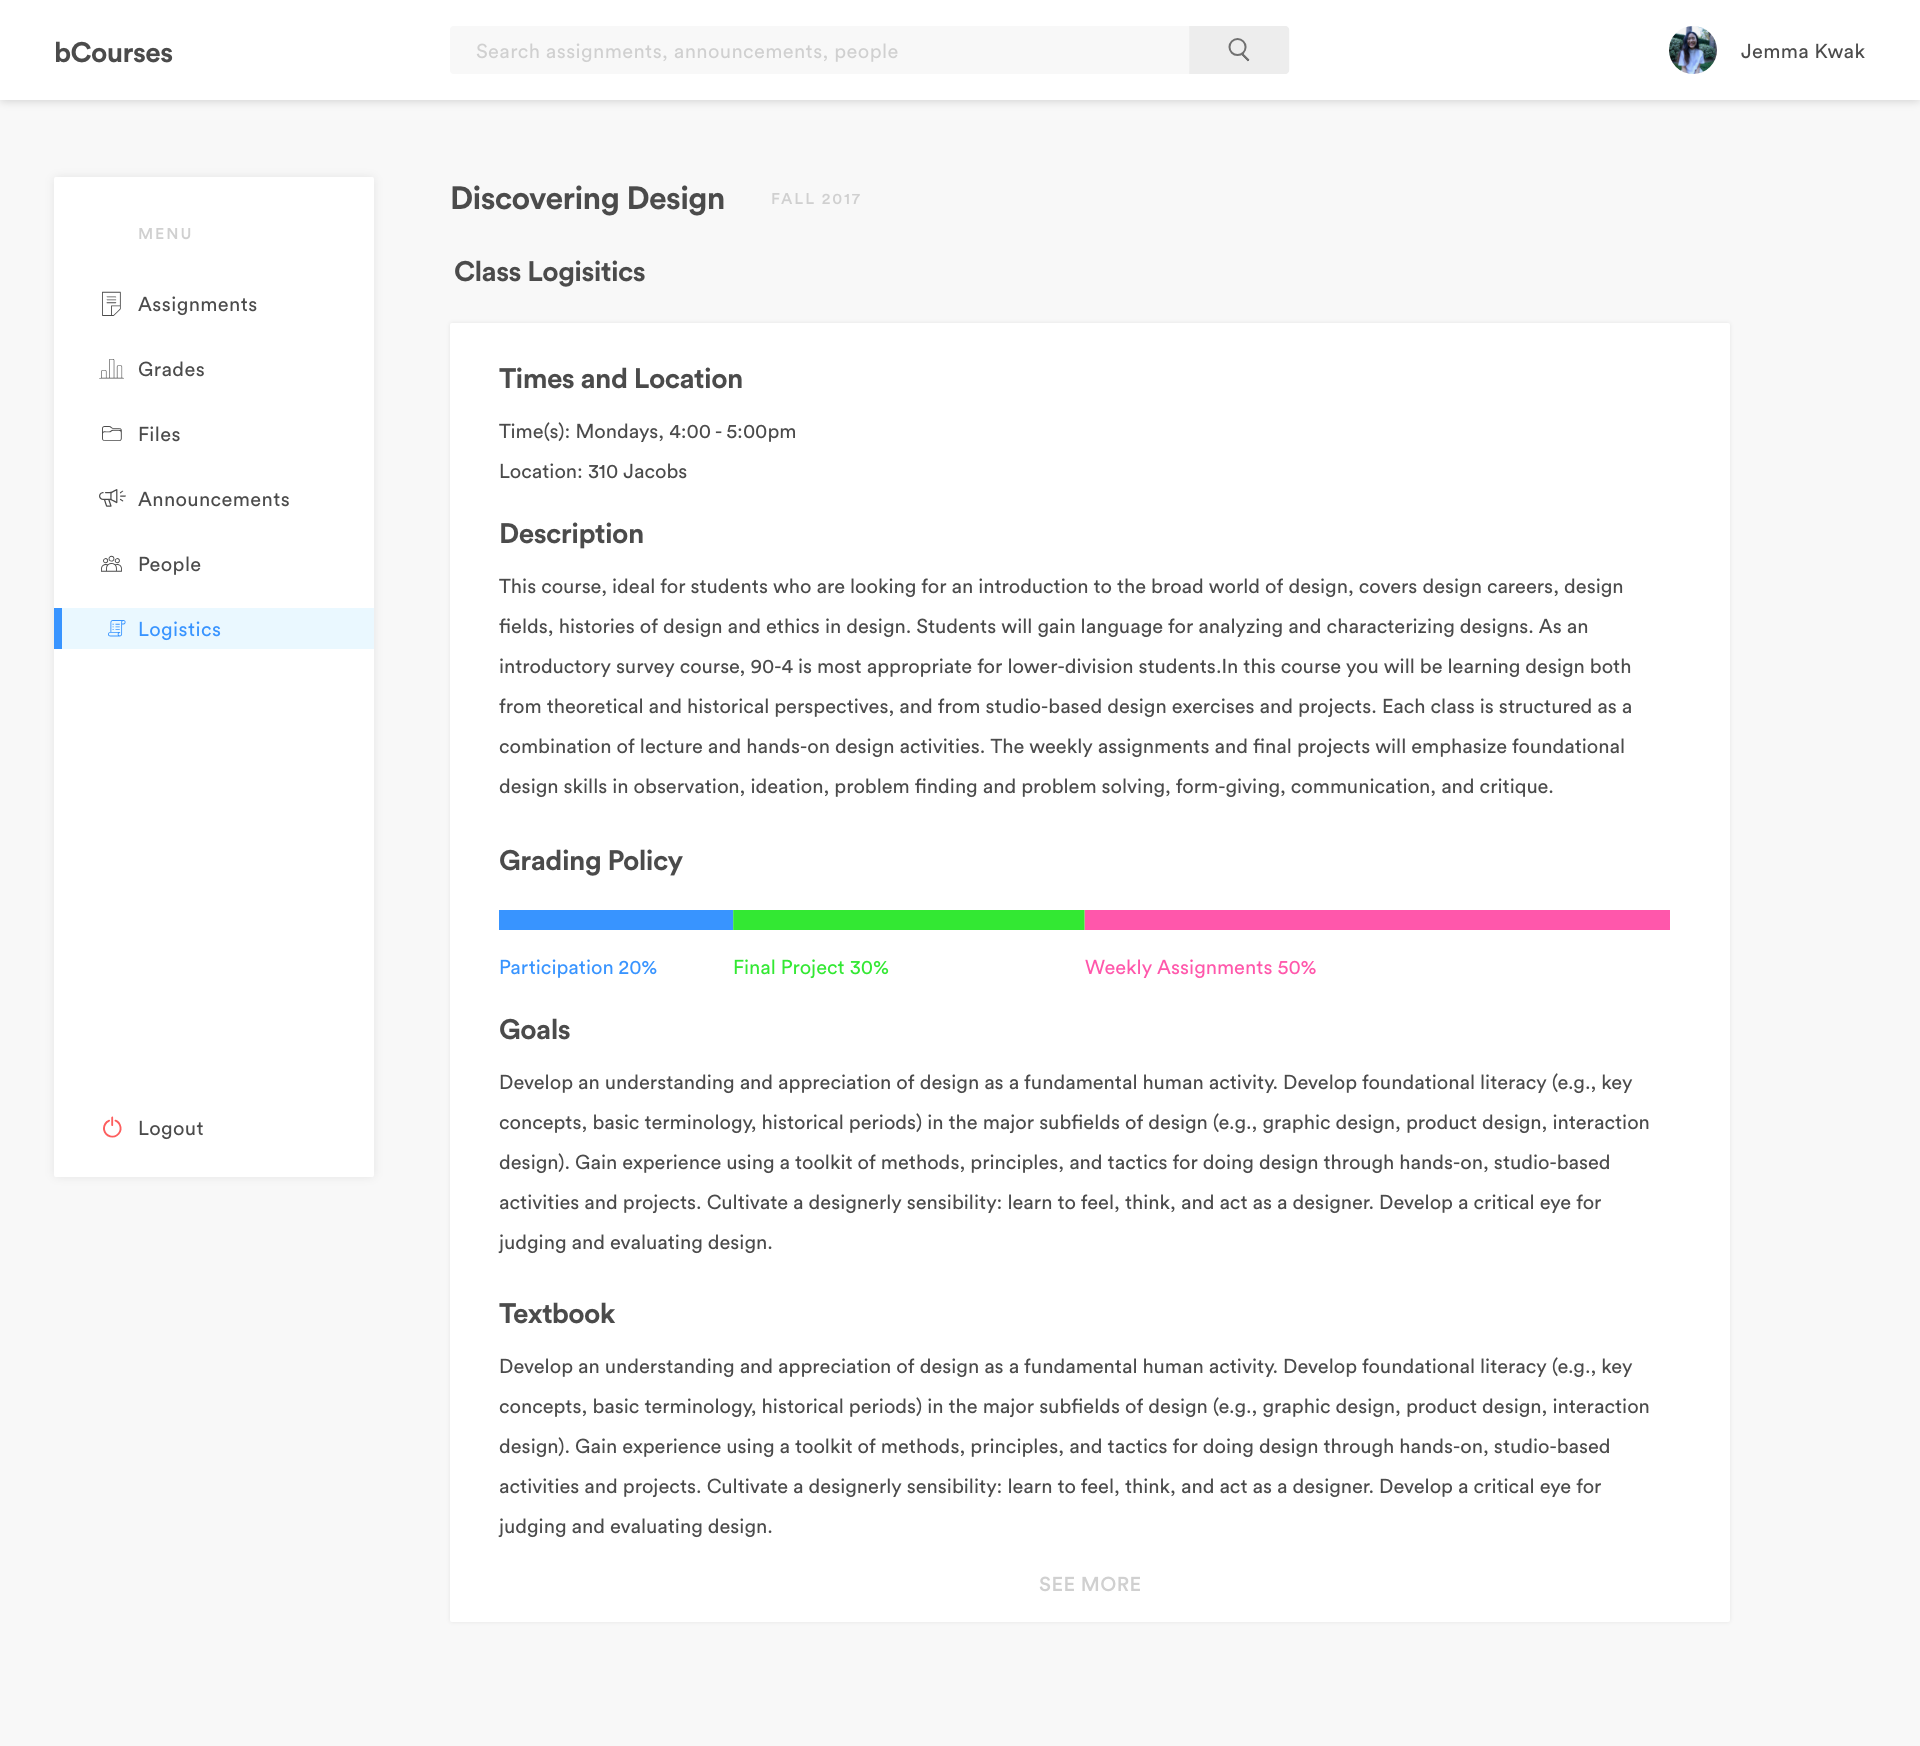 bCourses
Search assignments, announcements, people
Jemma Kwak
MENU
Assignments
Grades
Files
Announcements
People
Logistics
Logout
Discovering Design
FALL 2017
Class Logisitics
Times and Location
Time(s): Mondays, 4:00 - 5:00pm
Location: 310 Jacobs
Description
This course, ideal for students who are looking for an introduction to the broad world of design, covers design careers, design
fields, histories of design and ethics in design. Students will gain language for analyzing and characterizing designs. As an
introductory survey course, 90-4 is most appropriate for lower-division students.In this course you will be learning design both
from theoretical and historical perspectives, and from studio-based design exercises and projects. Each class is structured as a
combination of lecture and hands-on design activities. The weekly assignments and final projects will emphasize foundational
design skills in observation, ideation, problem finding and problem solving, form-giving, communication, and critique.
Grading Policy
Participation 20%
Final Project 30%
Weekly Assignments 50%
Goals
Develop an understanding and appreciation of design as a fundamental human activity. Develop foundational literacy (e.g., key
concepts, basic terminology, historical periods) in the major subfields of design (e.g., graphic design, product design, interaction
design). Gain experience using a toolkit of methods, principles, and tactics for doing design through hands-on, studio-based
activities and projects. Cultivate a designerly sensibility: learn to feel, think, and act as a designer. Develop a critical eye for
judging and evaluating design.
Textbook
Develop an understanding and appreciation of design as a fundamental human activity. Develop foundational literacy (e.g., key
concepts, basic terminology, historical periods) in the major subfields of design (e.g., graphic design, product design, interaction
design). Gain experience using a toolkit of methods, principles, and tactics for doing design through hands-on, studio-based
activities and projects. Cultivate a designerly sensibility: learn to feel, think, and act as a designer. Develop a critical eye for
judging and evaluating design.
SEE MORE